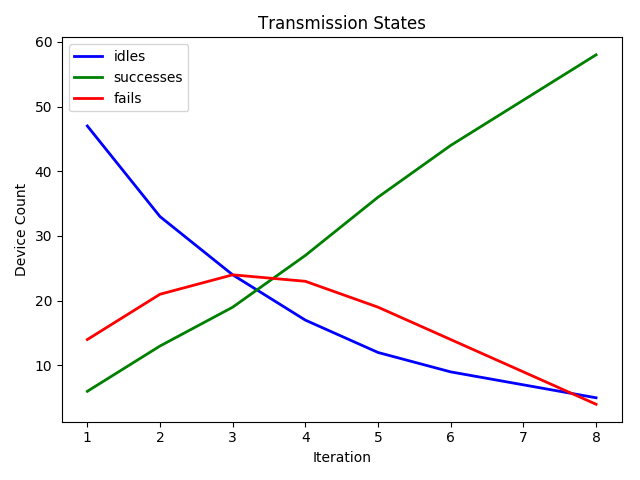 Transmission States
idles
successes
fails
Device Count
60
50
40
30
20
10
1 2 3 4 5 6 7 8
Iteration